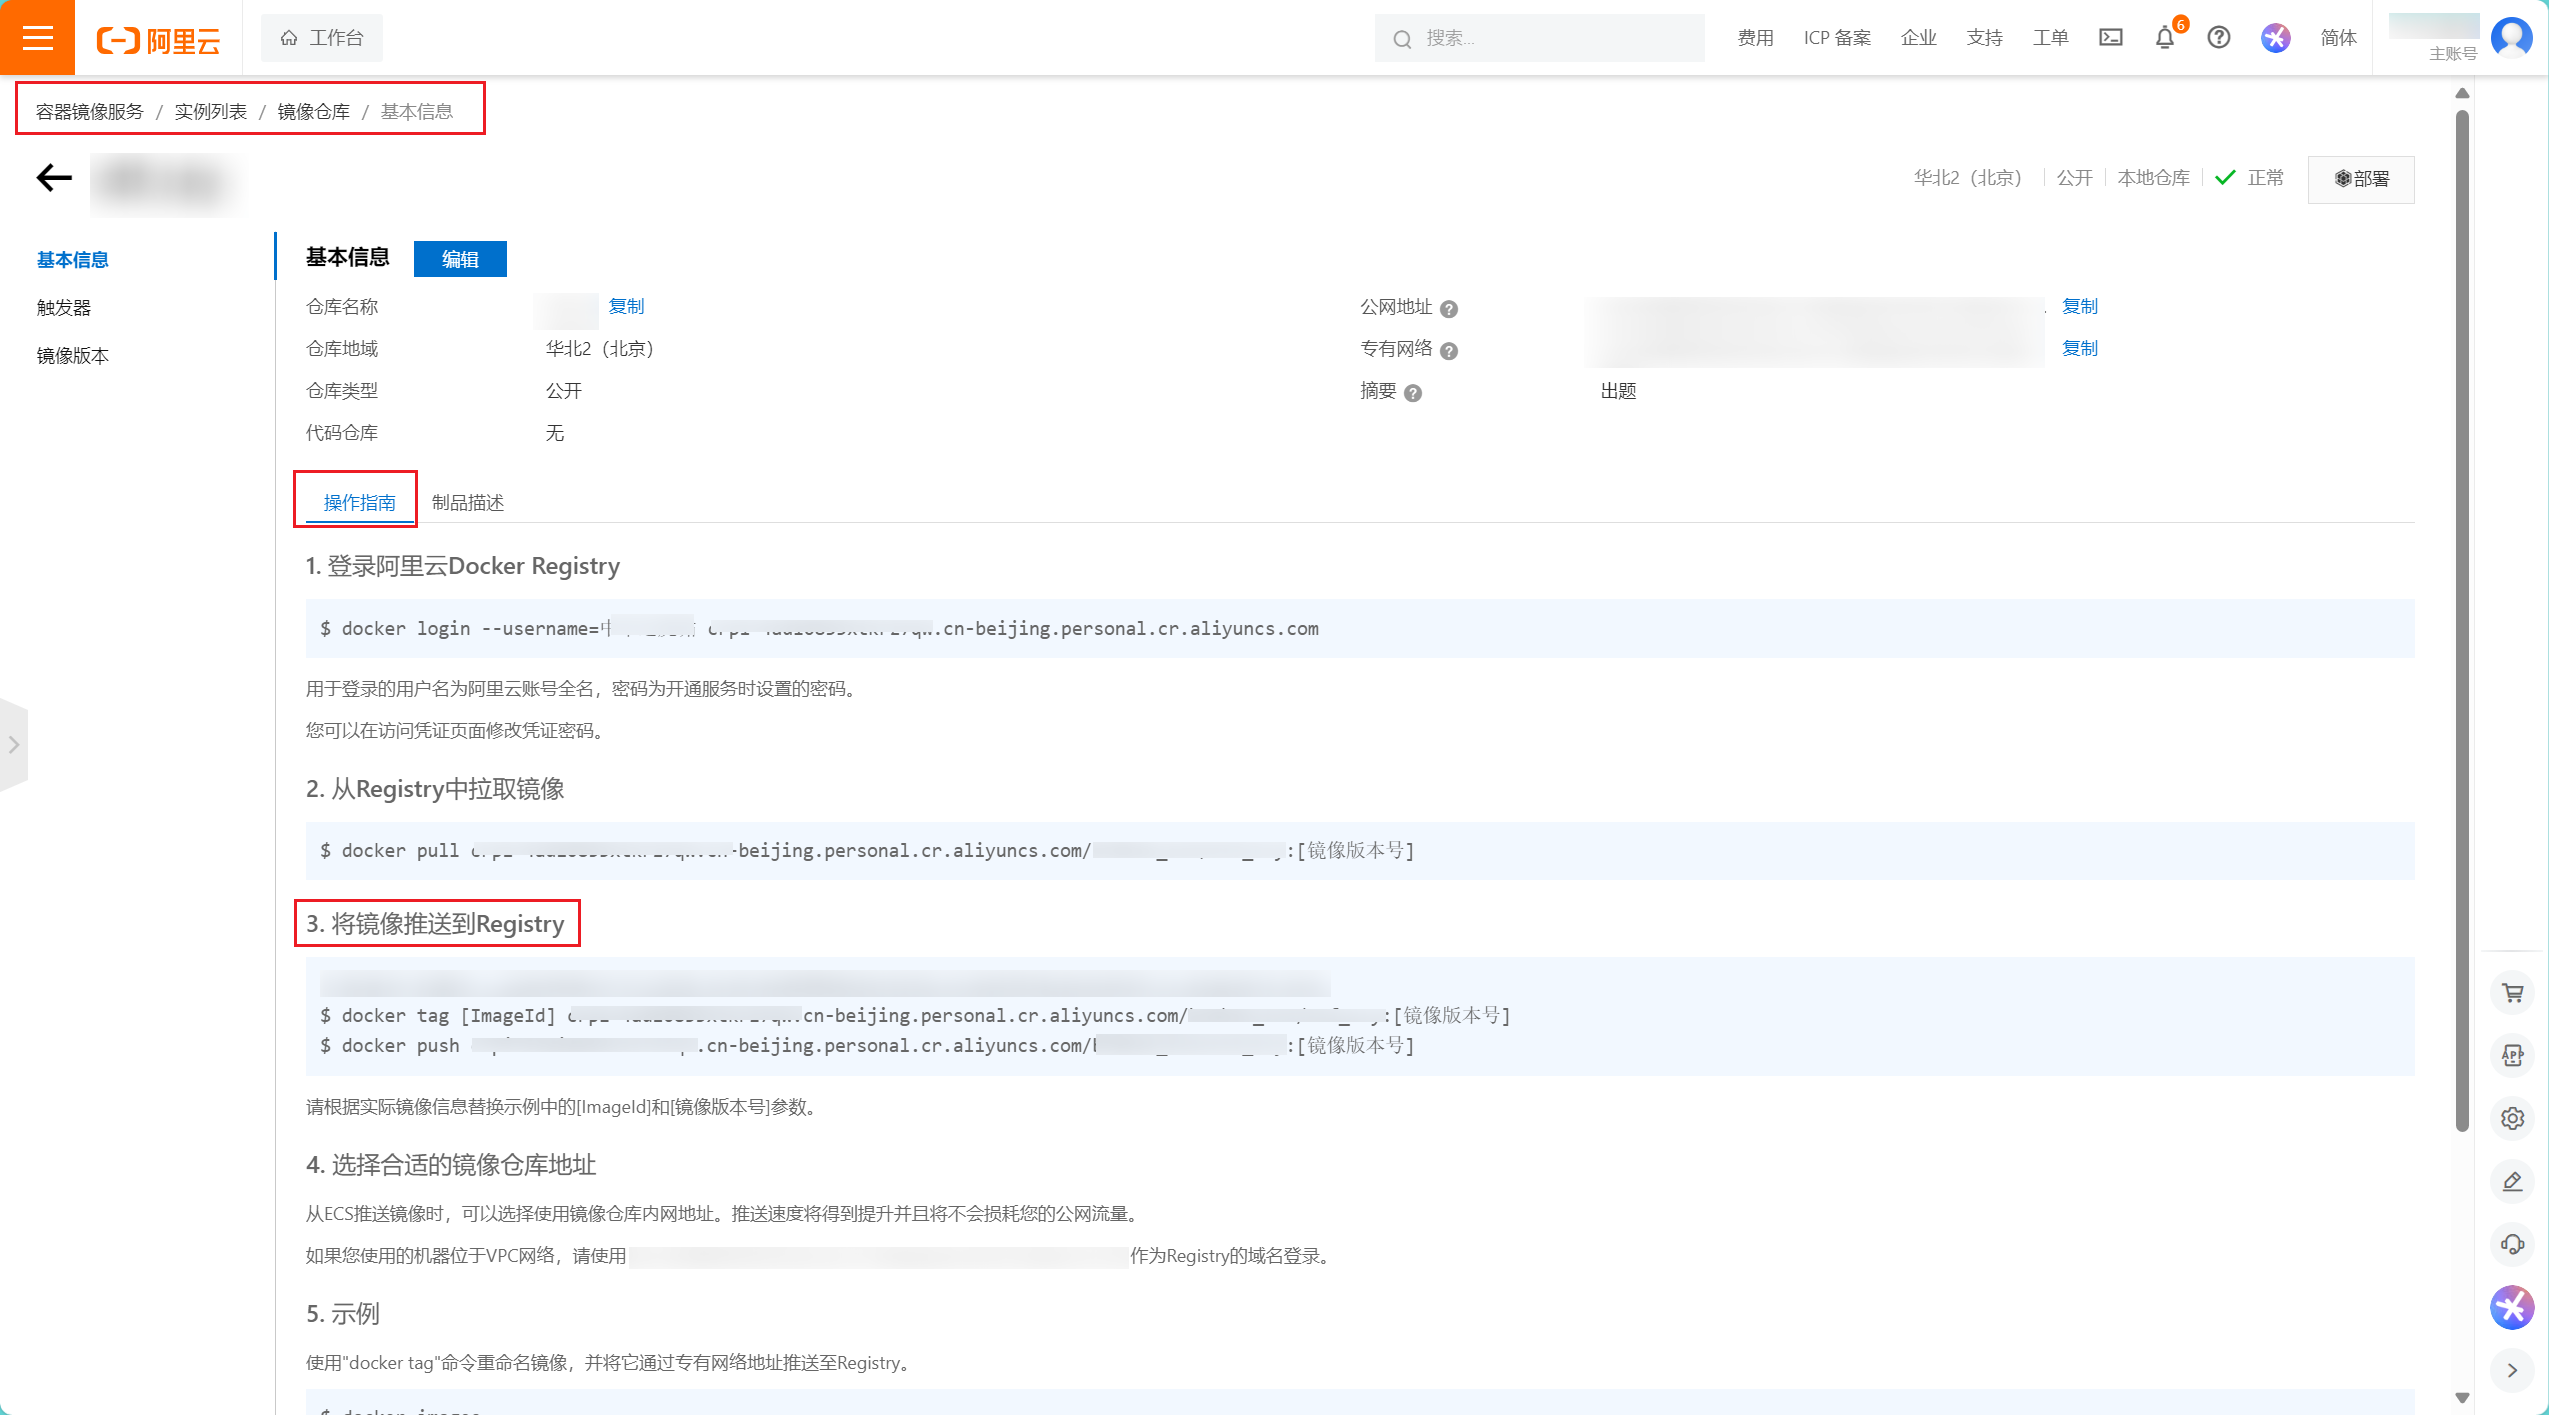 阿里云
工作台
搜索...
费用
ICP 备案
企业
支持
工单
6
简体
主账号
容器镜像服务 / 实例列表 / 镜像仓库 / 基本信息
华北2（北京）
公开
本地仓库
正常
部署
基本信息
触发器
镜像版本
基本信息
编辑
仓库名称
复制
公网地址
复制
仓库地域
华北2（北京）
专有网络
复制
仓库类型
公开
摘要
出题
代码仓库
无
操作指南
制品描述
1. 登录阿里云Docker Registry
$ docker login --username= .cn-beijing.personal.cr.aliyuncs.com
用于登录的用户名为阿里云账号全名，密码为开通服务时设置的密码。
您可以在访问凭证页面修改凭证密码。
2. 从Registry中拉取镜像
$ docker pull -beijing.personal.cr.aliyuncs.com/ :[镜像版本号]
3. 将镜像推送到Registry
$ docker tag [ImageId] .cn-beijing.personal.cr.aliyuncs.com/ :[镜像版本号]
$ docker push .cn-beijing.personal.cr.aliyuncs.com/ :[镜像版本号]
请根据实际镜像信息替换示例中的[ImageId]和[镜像版本号]参数。
4. 选择合适的镜像仓库地址
从ECS推送镜像时，可以选择使用镜像仓库内网地址。推送速度将得到提升并且将不会损耗您的公网流量。
如果您使用的机器位于VPC网络，请使用 作为Registry的域名登录。
5. 示例
使用"docker tag"命令重命名镜像，并将它通过专有网络地址推送至Registry。
$ docker images
APP